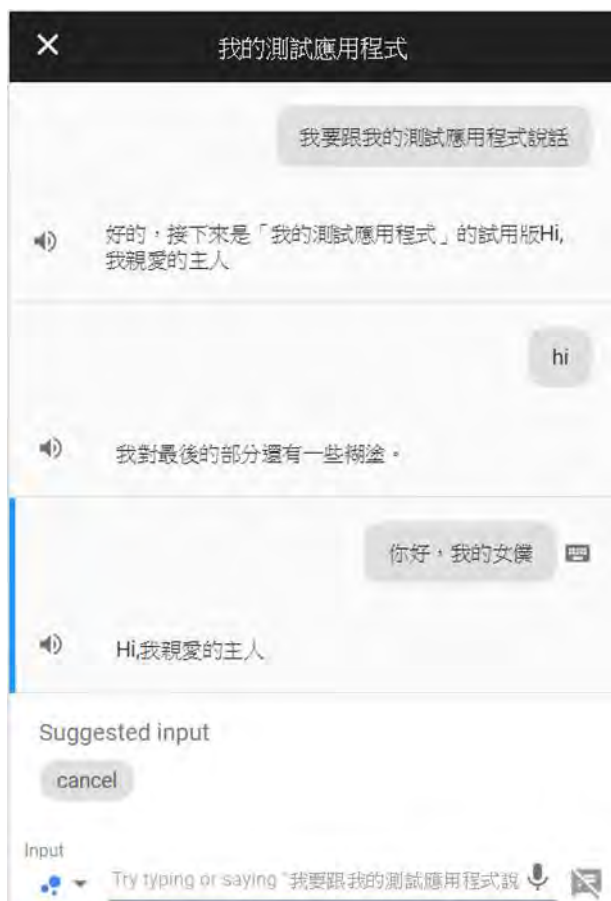 我的測試應用程式
我要跟我的測試應用程式說話
好的，接下來是「我的測試應用程式」的試用版Hi,
我親愛的主人
hi
我對最後的部分還有一些糊塗。
你好，我的女僕
Hi,我親愛的主人
Suggested input
cancel
Input
Try typing or saying "我要跟我的測試應用程式說